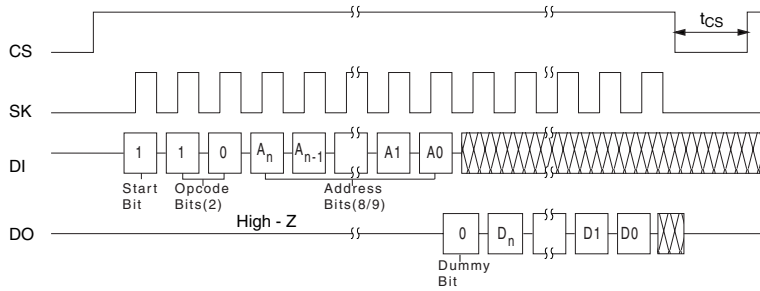 tCS
CS
SK
DI
1 1 0 An An-1 A1 A0
Start Bit
Opcode Bits(2)
Address Bits(8/9)
High - Z
DO
0 Dn D1 D0
Dummy Bit